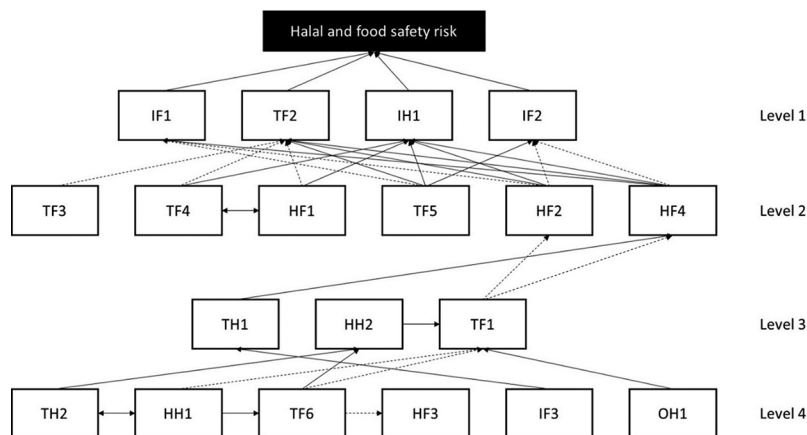 Halal and food safety risk
IF1 TF2 IH1 IF2 Level 1
TF3 TF4 HF1 TF5 HF2 HF4 Level 2
TH1 HH2 TF1 Level 3
TH2 HH1 TF6 HF3 IF3 OH1 Level 4